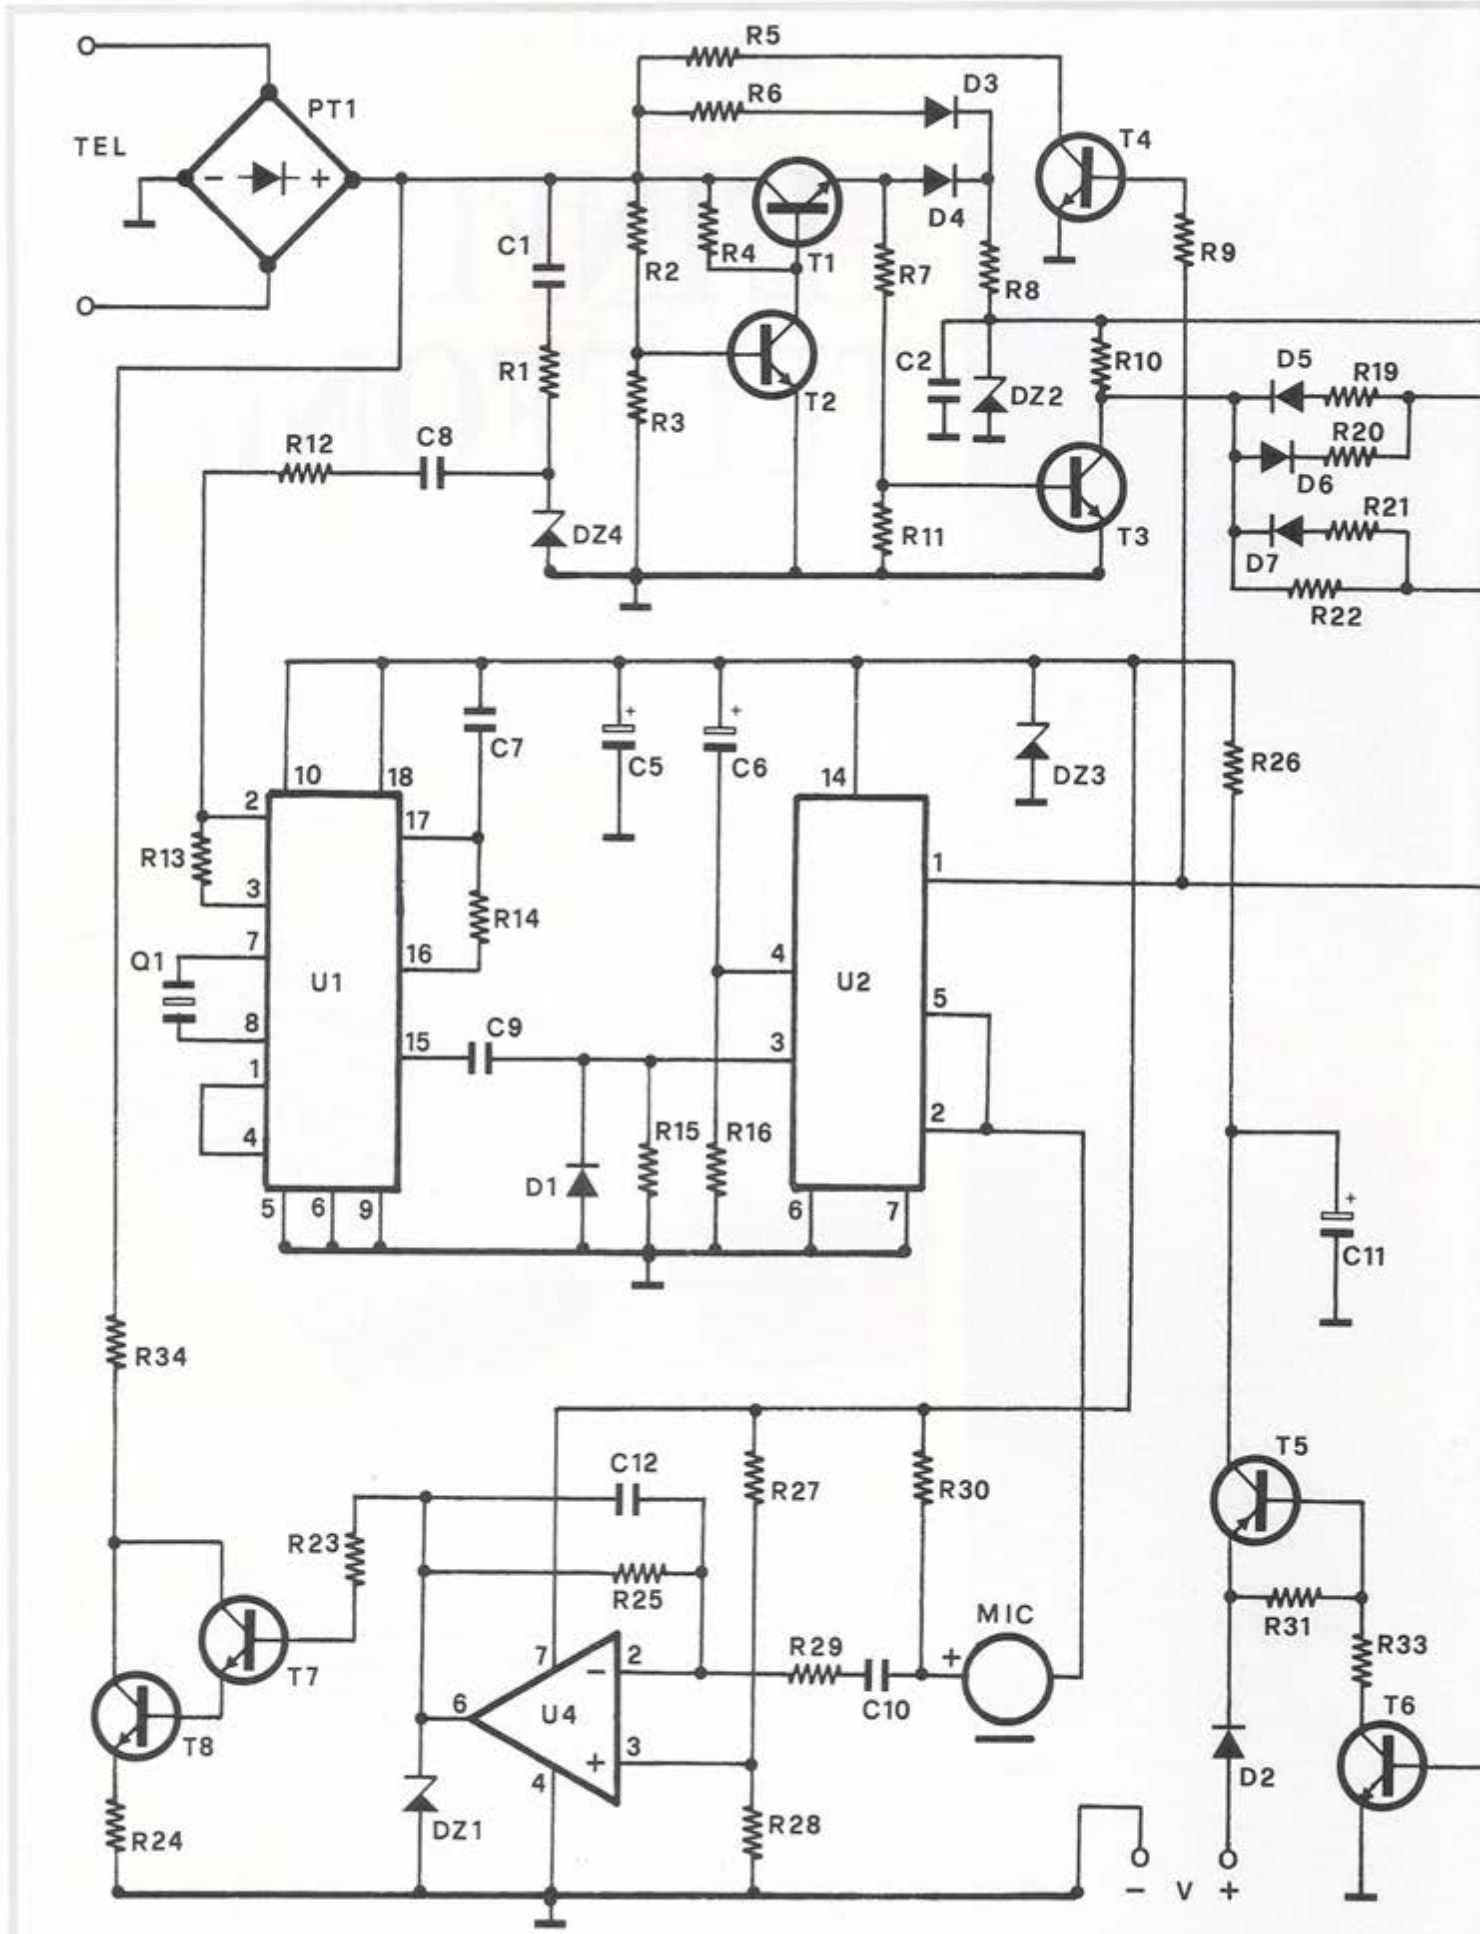 R5
R6
D3
PT1
T4
TEL
- +
D4
C1
R2
R4
T1
R7
R8
R9
R1
T2
C2
DZ2
R10
D5
R19
R3
R20
R12
C8
D6
R21
DZ4
R11
T3
D7
R22
C7
+
C5
+
C6
DZ3
R26
10
18
14
2
17
R13
1
3
R14
7
Q1
16
U1
4
U2
8
5
15
C9
3
1
2
4
R15
R16
D1
5
6
9
6
7
+
C11
R34
T5
C12
R27
R30
R23
R25
R31
MIC
R29
+
R33
7
2
-
T7
6
U4
C10
T6
T8
3
+
4
D2
DZ1
R28
R24
- V +